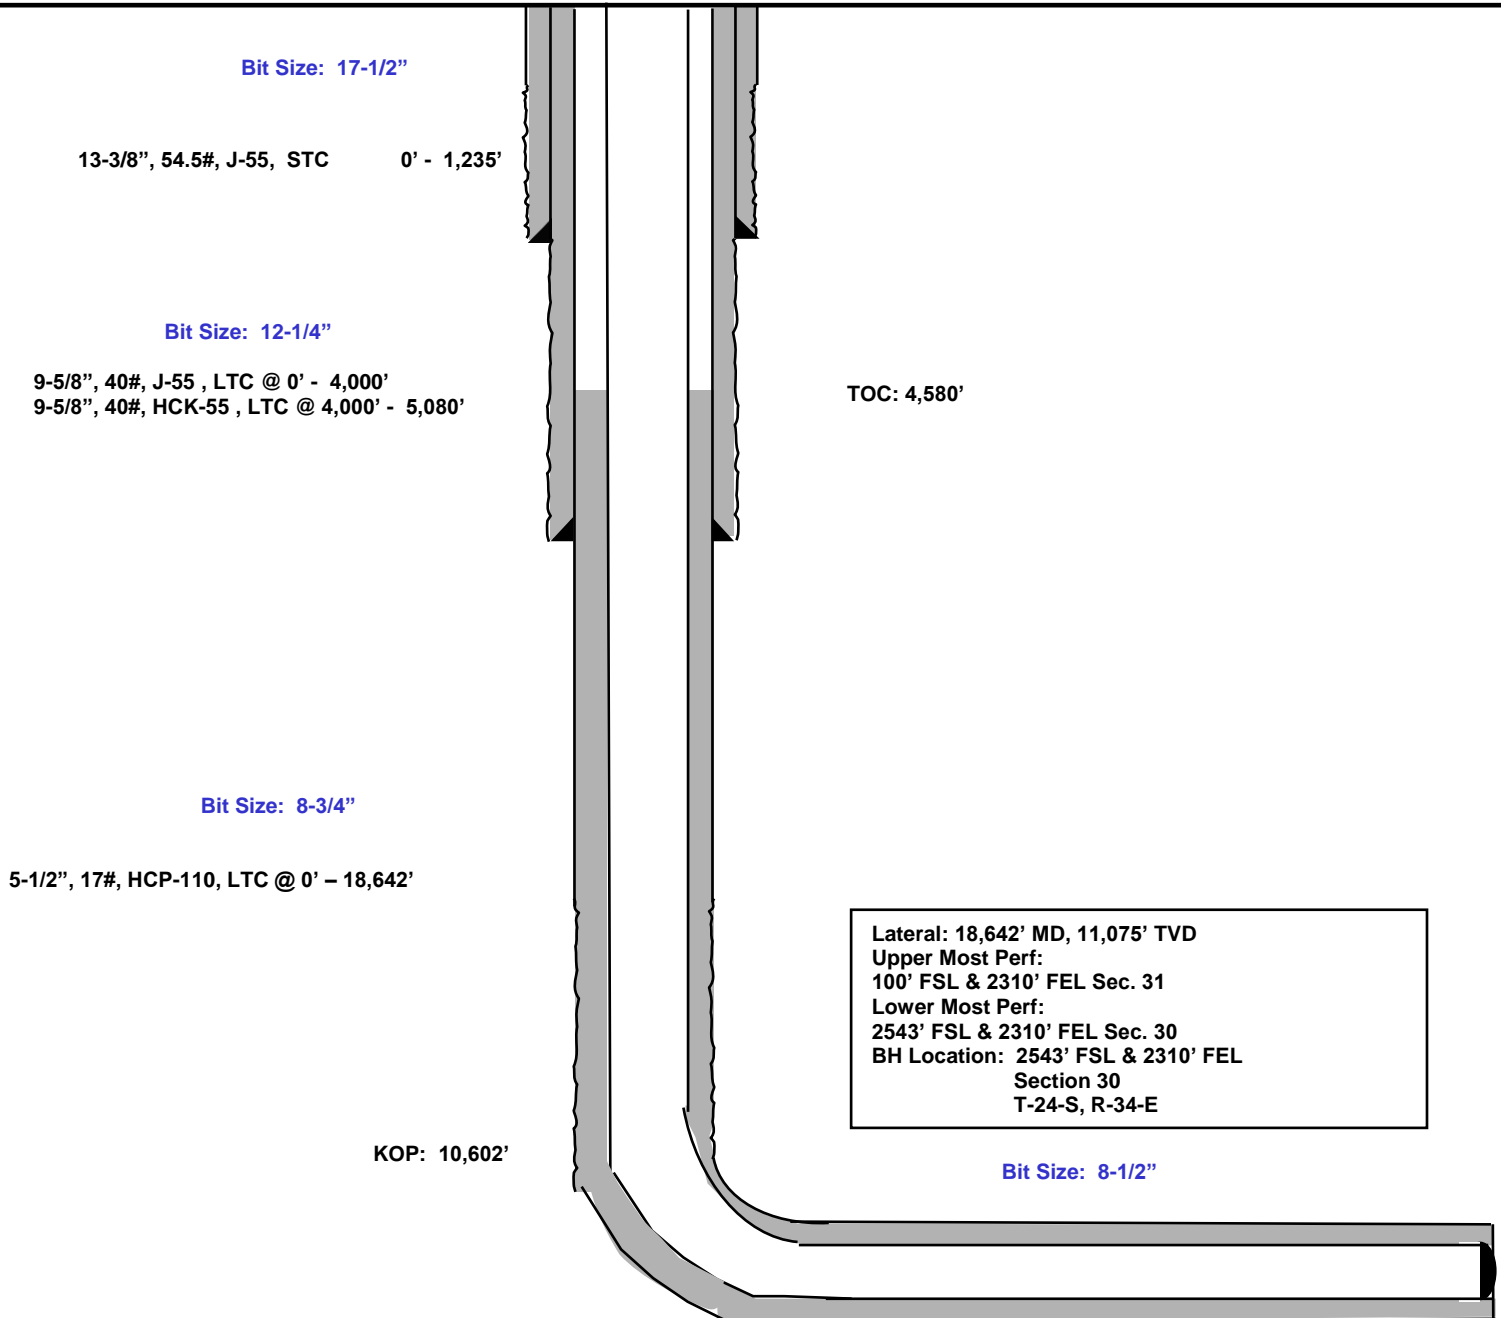 Bit Size: 17-1/2”
13-3/8”, 54.5#, J-55, STC 0’ - 1,235’
Bit Size: 12-1/4”
9-5/8”, 40#, J-55 , LTC @ 0’ - 4,000’
9-5/8”, 40#, HCK-55 , LTC @ 4,000’ - 5,080’
TOC: 4,580’
Bit Size: 8-3/4”
5-1/2”, 17#, HCP-110, LTC @ 0’ – 18,642’
Lateral: 18,642’ MD, 11,075’ TVD
Upper Most Perf:
100’ FSL & 2310’ FEL Sec. 31
Lower Most Perf:
2543’ FSL & 2310’ FEL Sec. 30
BH Location: 2543’ FSL & 2310’ FEL
Section 30
T-24-S, R-34-E
KOP: 10,602’
Bit Size: 8-1/2”